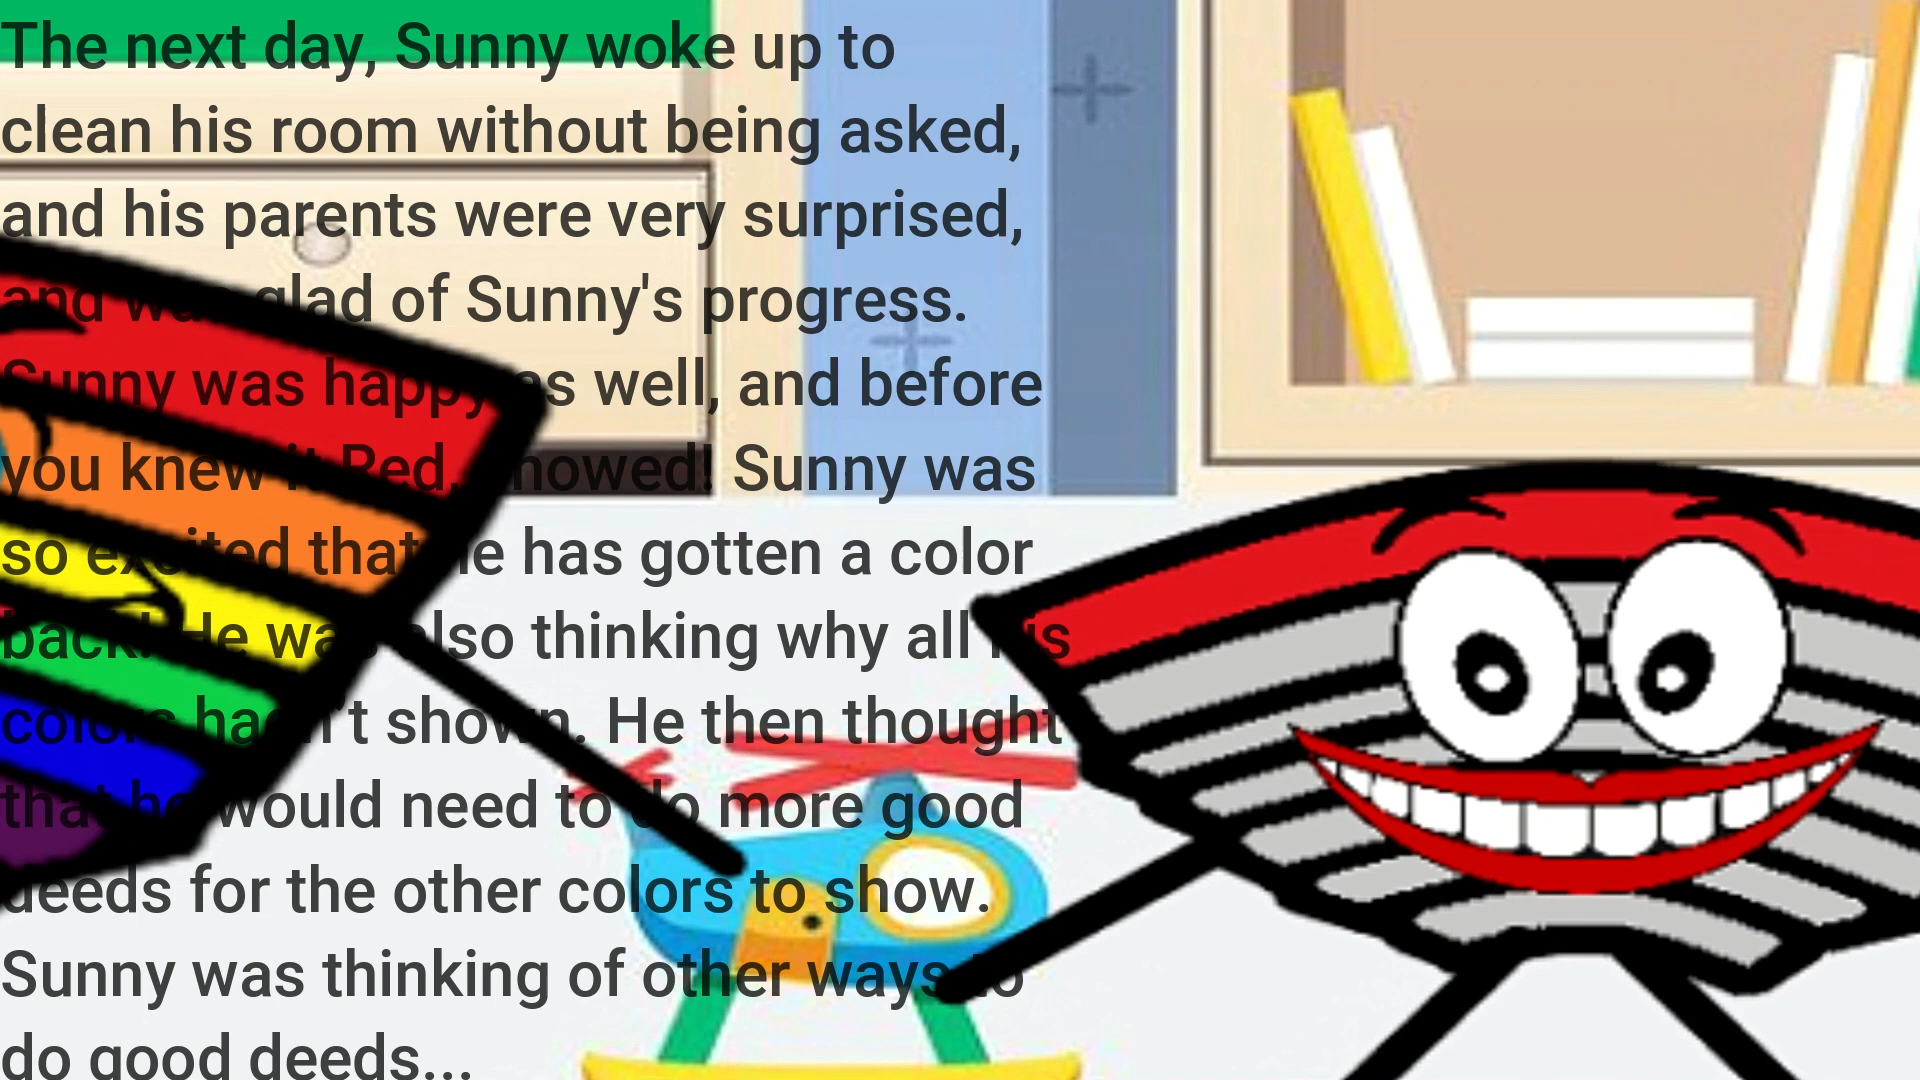 The next day, Sunny woke up to
clean his room without being asked,
and his parents were very surprised,
and was glad of Sunny's progress.
Sunny was happy as well, and before
you knew it Red, showed! Sunny was
so excited that he has gotten a color
back! He was also thinking why all his
colors hadn't shown. He then thought
that he would need to do more good
deeds for the other colors to show.
Sunny was thinking of other ways to
do good deeds...